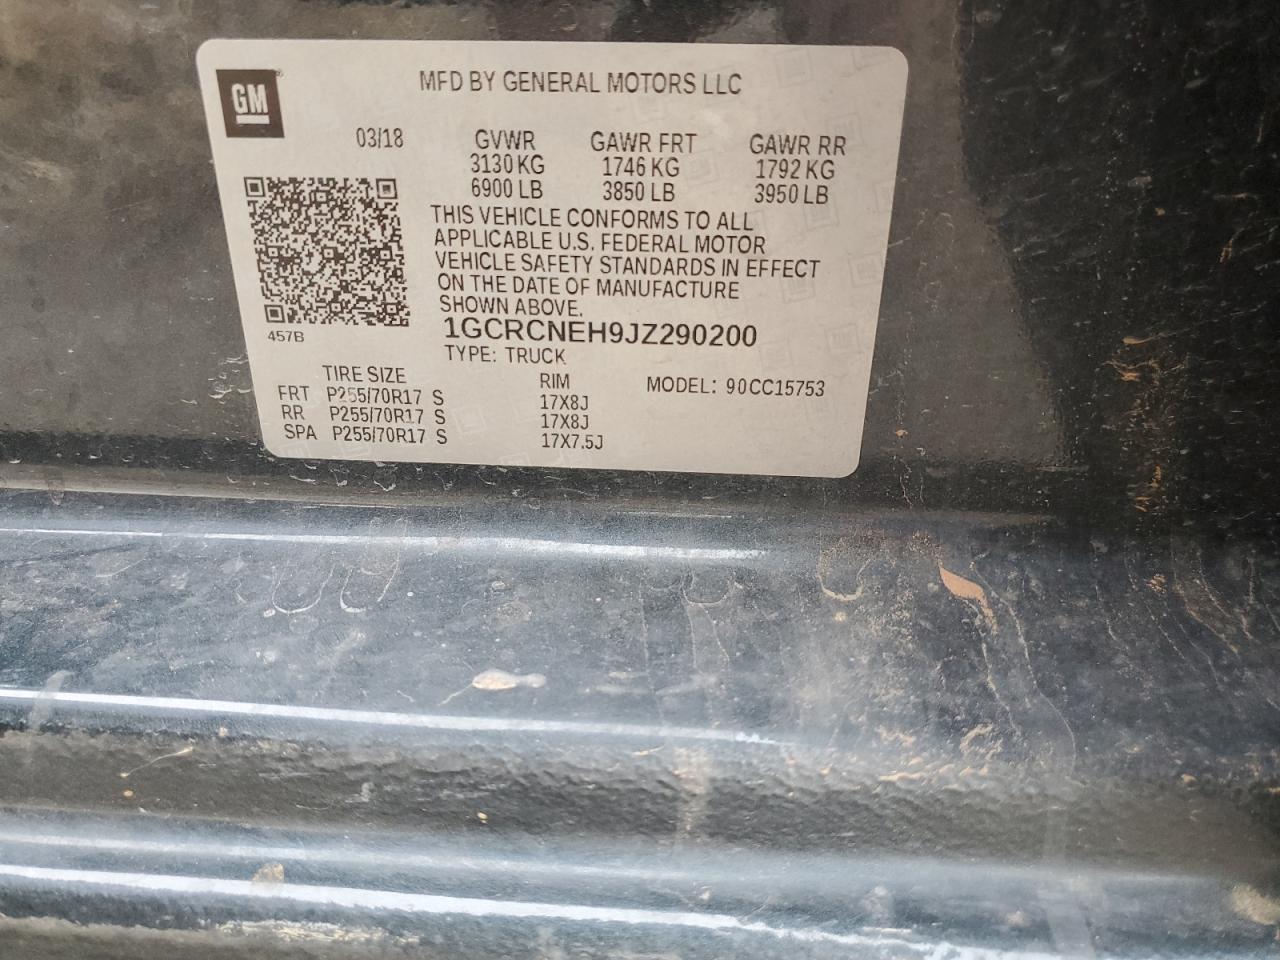 GM
MFD BY GENERAL MOTORS LLC
03/18 GVWR GAWR FRT GAWR RR
3130 KG 1746 KG 1792 KG
6900 LB 3850 LB 3950 LB
THIS VEHICLE CONFORMS TO ALL
APPLICABLE U.S. FEDERAL MOTOR
VEHICLE SAFETY STANDARDS IN EFFECT
ON THE DATE OF MANUFACTURE
SHOWN ABOVE.
457B
1GCRCNEH9JZ290200
TYPE: TRUCK
TIRE SIZE RIM MODEL: 90CC15753
FRT P255/70R17 S 17X8J
RR P255/70R17 S 17X8J
SPA P255/70R17 S 17X7.5J